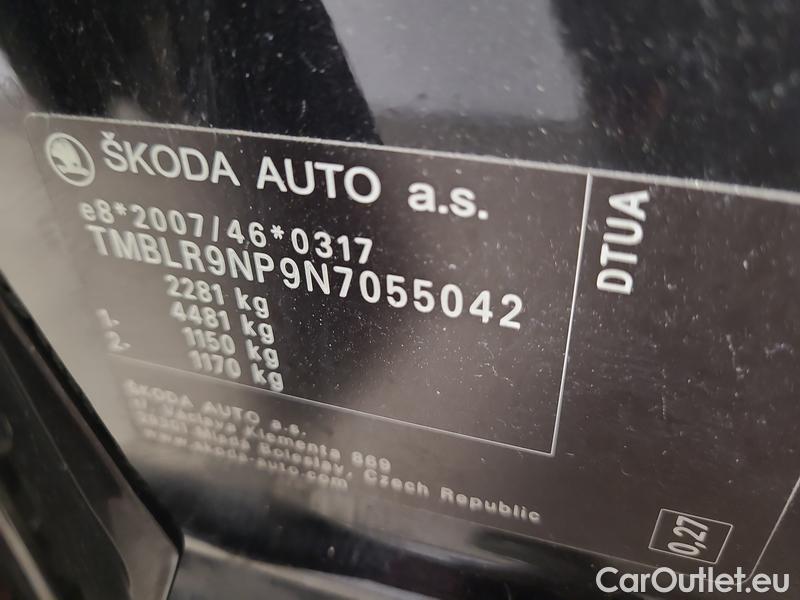 ŠKODA AUTO a.s.
e8*2007/46*0317
TMBLR9NP9N7055042
2281 kg
4481 kg
1. 1150 kg
2. 1170 kg
ŠKODA AUTO a.s.
tř. Václava Klementa 869
29301 Mladá Boleslav, Czech Republic
www.skoda-auto.com
DTUA
0,27
CarOutlet.eu